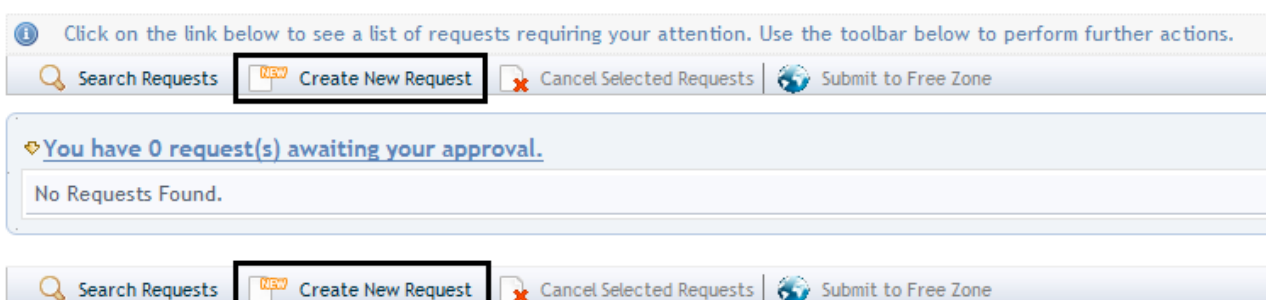 Click on the link below to see a list of requests requiring your attention. Use the toolbar below to perform further actions.
Search Requests NEW Create New Request Cancel Selected Requests Submit to Free Zone
You have 0 request(s) awaiting your approval.
No Requests Found.
Search Requests NEW Create New Request Cancel Selected Requests Submit to Free Zone